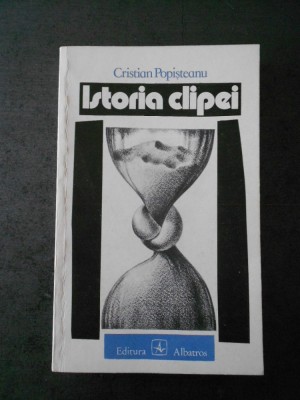 Cristian Popișteanu
Istoria clipei
Editura Albatros